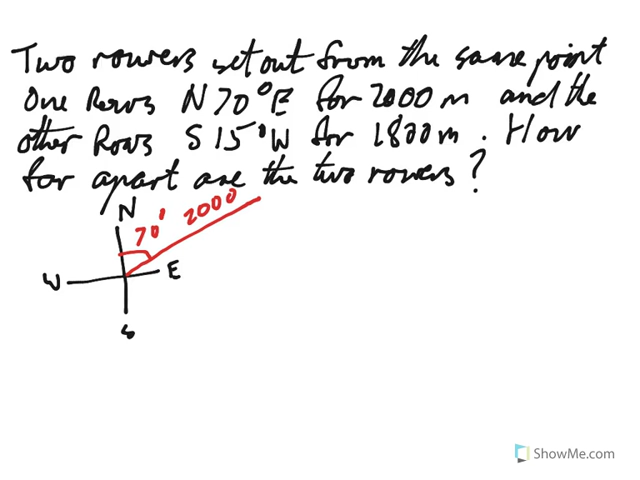 Two rowers set out from the same point
One Rows N 70°E for 2000 m and the
other Rows S 15°W for 1800m. How
far apart are the two rowers?
N
70° 2000
W E
S
ShowMe.com